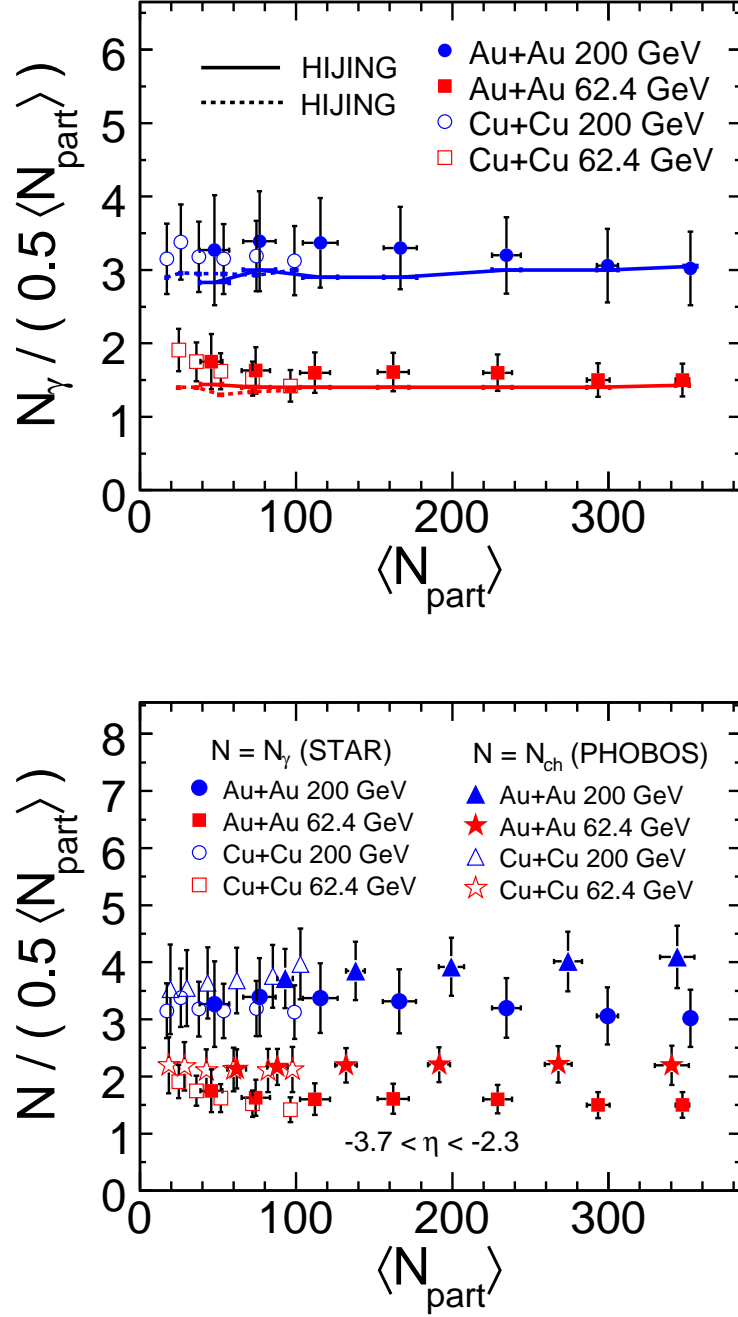 N_γ / ( 0.5 ⟨N_part⟩ )
6
5
4
3
2
1
0
HIJING
HIJING
Au+Au 200 GeV
Au+Au 62.4 GeV
Cu+Cu 200 GeV
Cu+Cu 62.4 GeV
0 100 200 300
⟨N_part⟩
N / ( 0.5 ⟨N_part⟩ )
8
7
6
5
4
3
2
1
0
N = N_γ (STAR)
Au+Au 200 GeV
Au+Au 62.4 GeV
Cu+Cu 200 GeV
Cu+Cu 62.4 GeV
N = N_ch (PHOBOS)
Au+Au 200 GeV
Au+Au 62.4 GeV
Cu+Cu 200 GeV
Cu+Cu 62.4 GeV
-3.7 < η < -2.3
0 100 200 300
⟨N_part⟩